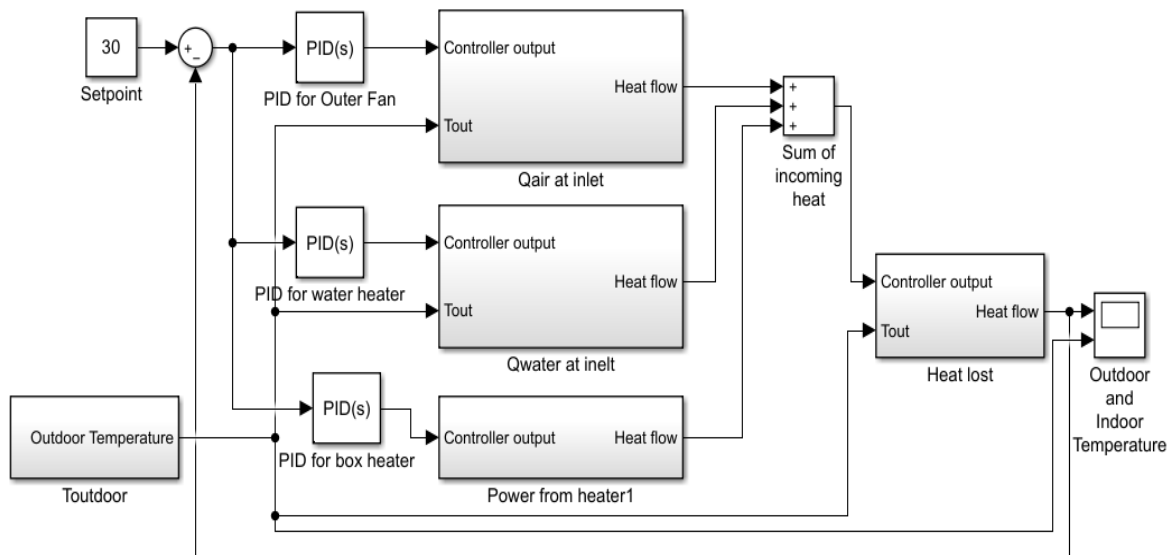 30
Setpoint
+
−
PID(s)
PID for Outer Fan
Controller output
Heat flow
Tout
Qair at inlet
+
+
+
Sum of
incoming
heat
PID(s)
PID for water heater
Controller output
Heat flow
Tout
Qwater at inelt
Controller output
Heat flow
Tout
Heat lost
Outdoor
and
Indoor
Temperature
PID(s)
PID for box heater
Controller output
Heat flow
Power from heater1
Outdoor Temperature
Toutdoor